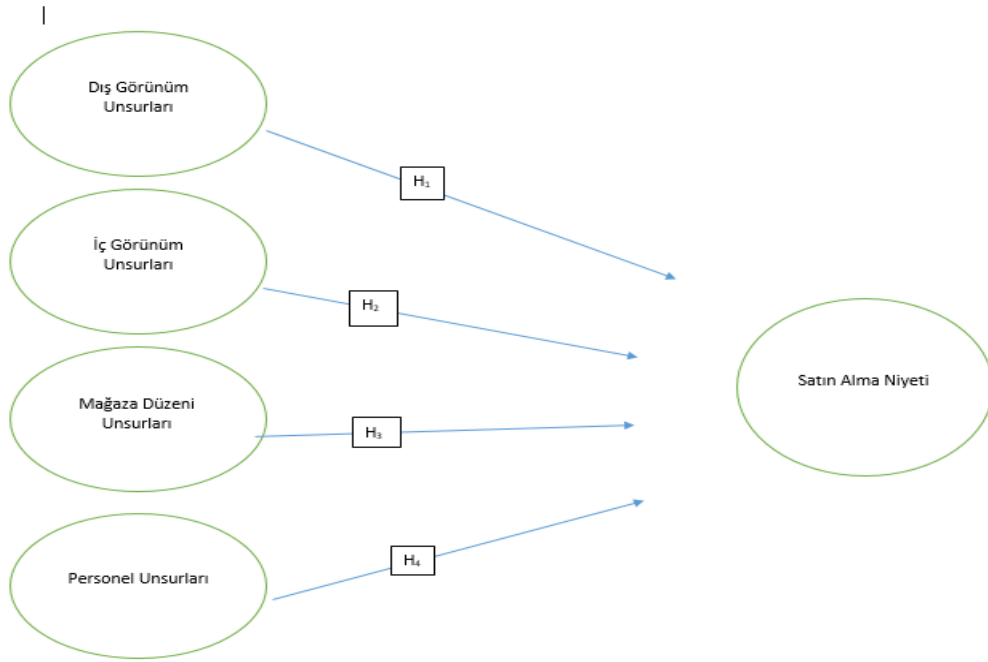 Dış Görünüm
Unsurları
H₁
İç Görünüm
Unsurları
H₂
Mağaza Düzeni
Unsurları
H₃
Satın Alma Niyeti
Personel Unsurları
H₄